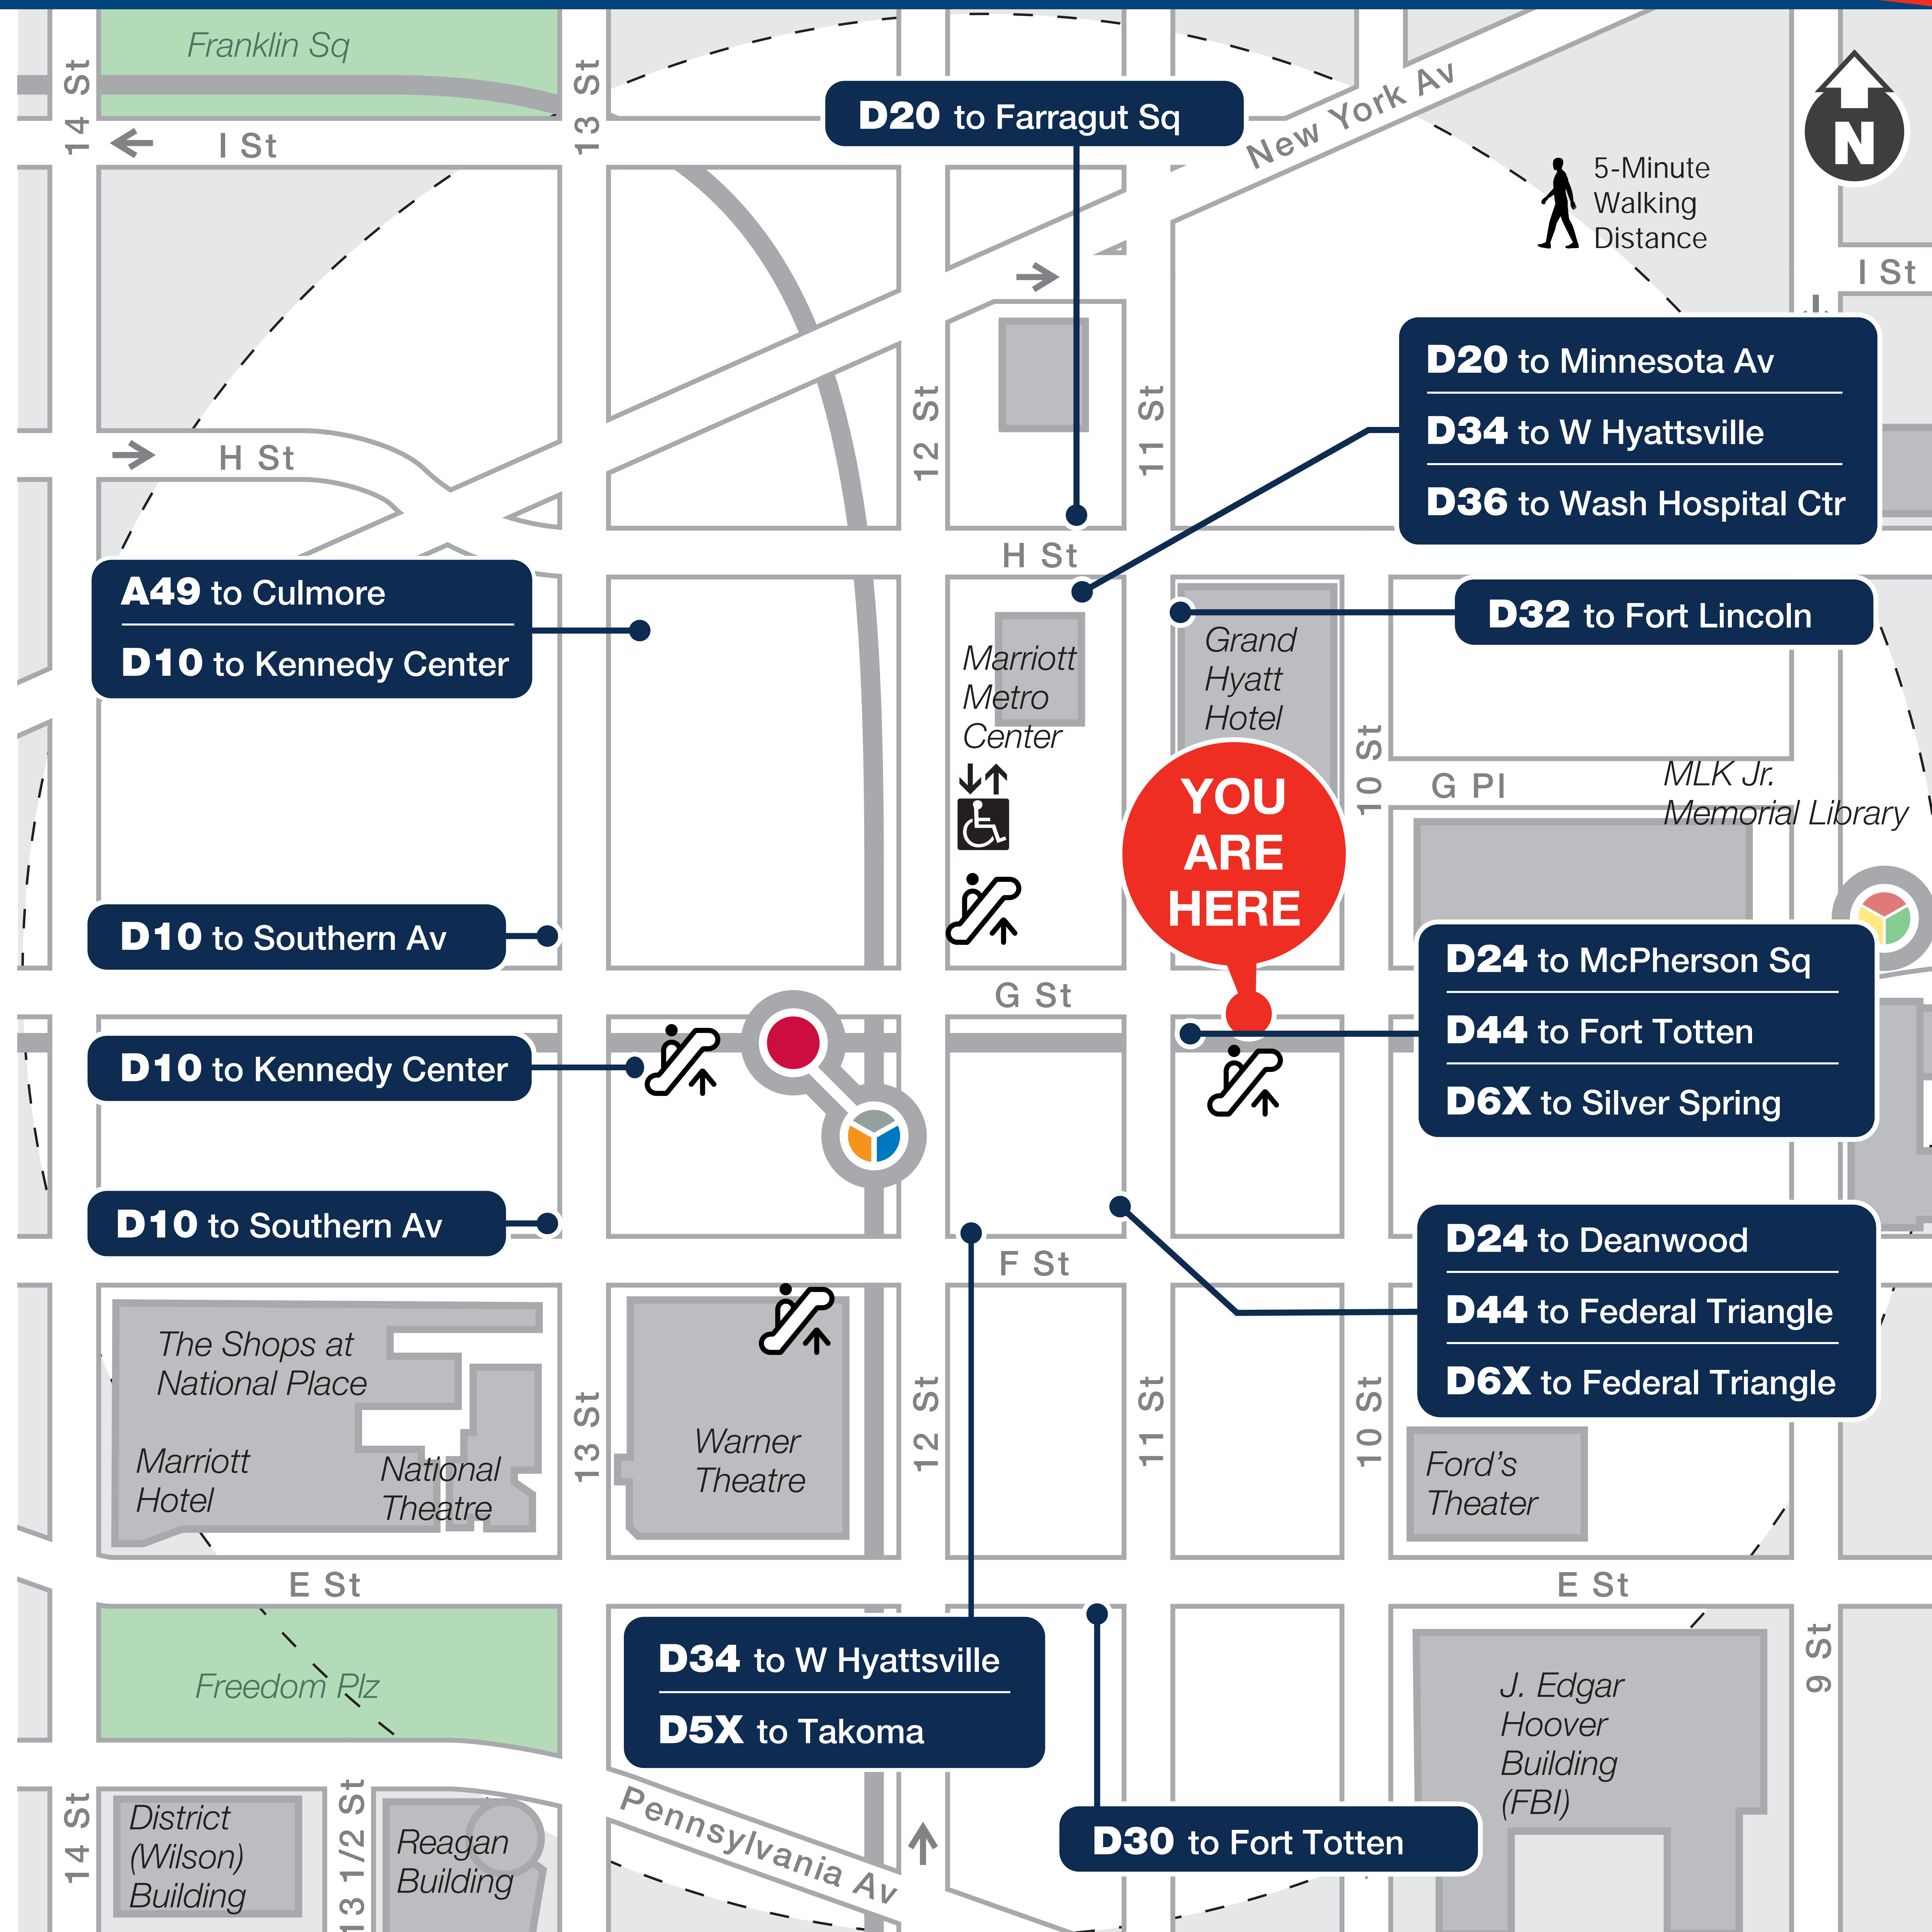 Franklin Sq
14 St
13 St
I St
D20 to Farragut Sq
New York Av
N
5-Minute
Walking
Distance
I St
D20 to Minnesota Av
D34 to W Hyattsville
D36 to Wash Hospital Ctr
12 St
11 St
H St
H St
A49 to Culmore
D10 to Kennedy Center
D32 to Fort Lincoln
Marriott
Metro
Center
Grand
Hyatt
Hotel
10 St
G Pl
MLK Jr.
Memorial Library
YOU
ARE
HERE
D10 to Southern Av
G St
D24 to McPherson Sq
D44 to Fort Totten
D6X to Silver Spring
D10 to Kennedy Center
D10 to Southern Av
F St
D24 to Deanwood
D44 to Federal Triangle
D6X to Federal Triangle
The Shops at
National Place
Marriott
Hotel
National
Theatre
13 St
Warner
Theatre
12 St
11 St
10 St
Ford's
Theater
E St
E St
Freedom Plz
D34 to W Hyattsville
D5X to Takoma
9 St
J. Edgar
Hoover
Building
(FBI)
14 St
District
(Wilson)
Building
13 1/2 St
Reagan
Building
Pennsylvania Av
D30 to Fort Totten